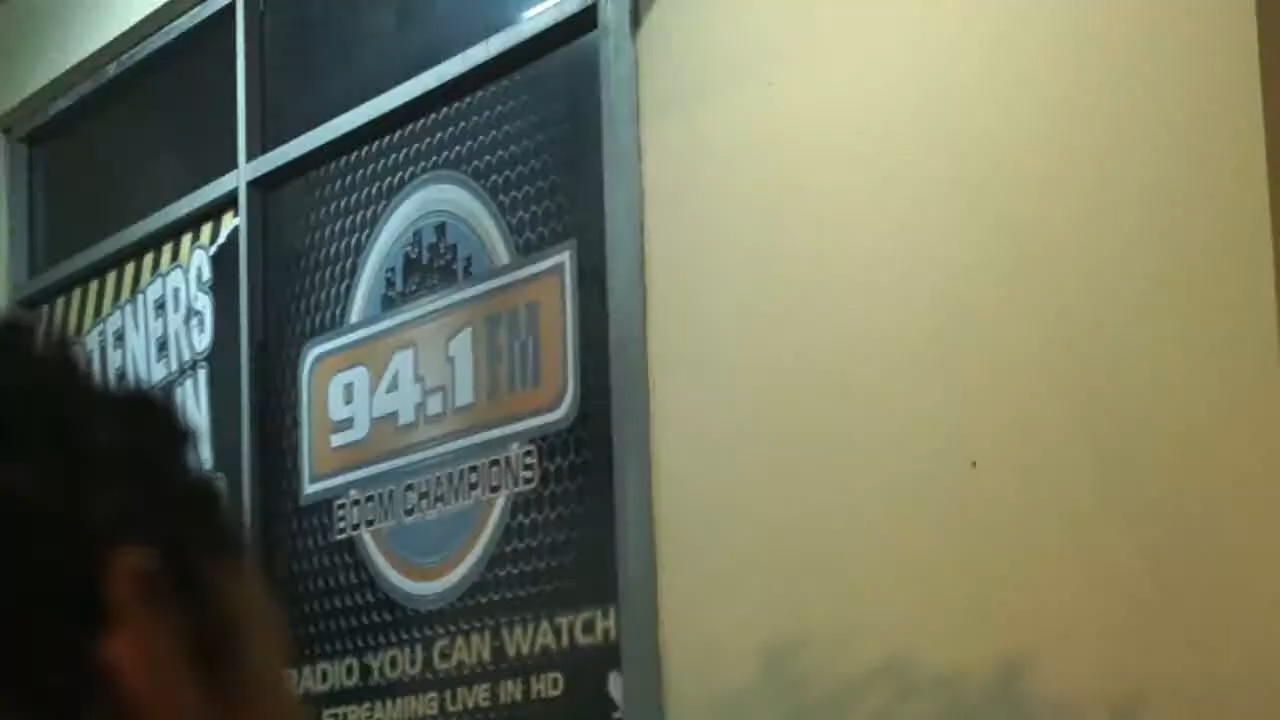 94.1 FM
BOOM CHAMPIONS
RADIO YOU CAN WATCH
STREAMING LIVE IN HD